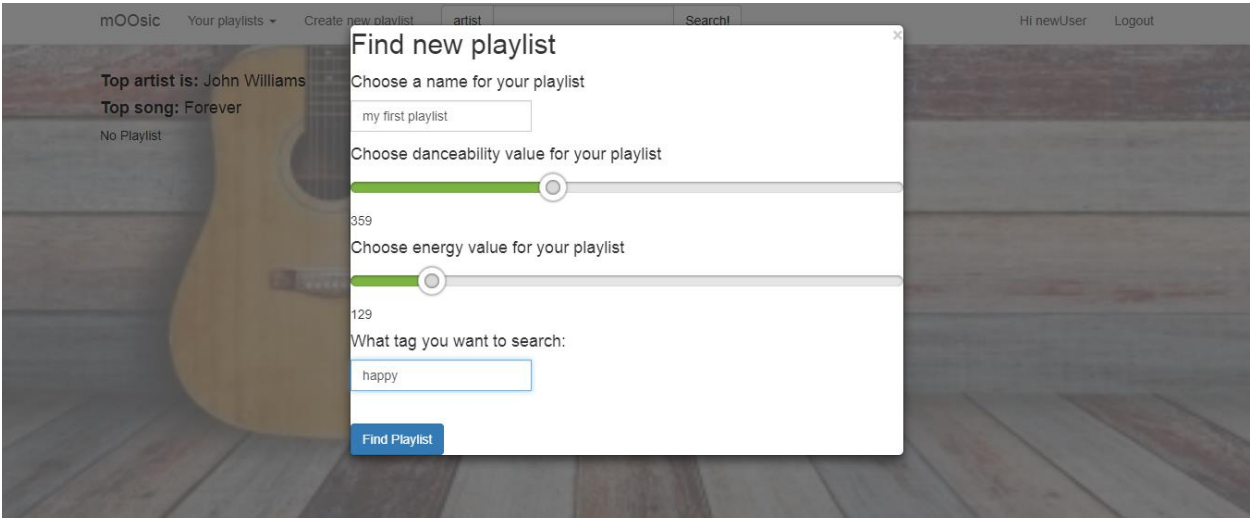 mOOsic Your playlists Create new playlist artist Search! Hi newUser Logout
Find new playlist ×
Top artist is: John Williams
Top song: Forever
No Playlist
Choose a name for your playlist
my first playlist
Choose danceability value for your playlist
359
Choose energy value for your playlist
129
What tag you want to search:
happy
Find Playlist